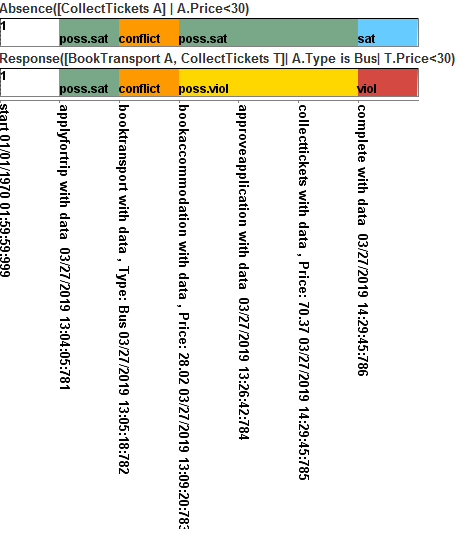 Absence([CollectTickets A] | A.Price<30)
1
poss.sat conflict poss.sat sat
Response([BookTransport A, CollectTickets T]| A.Type is Bus| T.Price<30)
1
poss.sat conflict poss.viol viol
start 01/01/1970 01:59:59:999
applyfortrip with data 03/27/2019 13:04:05:781
booktransport with data , Type: Bus 03/27/2019 13:05:18:782
bookaccommodation with data , Price: 28.02 03/27/2019 13:09:20:783
approveapplication with data 03/27/2019 13:26:42:784
collecttickets with data , Price: 70.37 03/27/2019 14:29:45:785
complete with data 03/27/2019 14:29:45:786